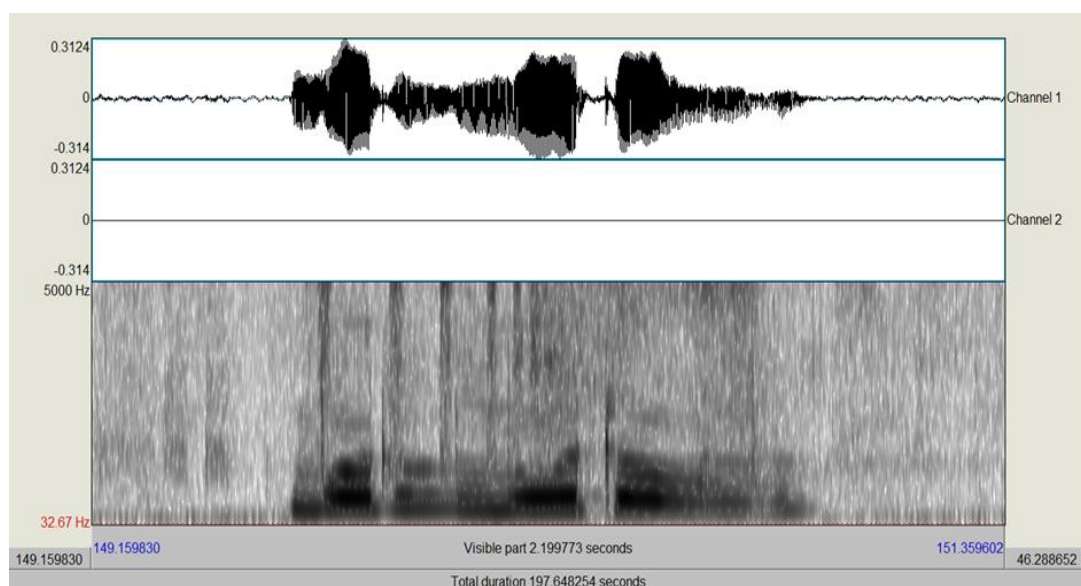 0.3124
0
Channel 1
-0.314
0.3124
0
Channel 2
-0.314
5000 Hz
32.67 Hz
149.159830
Visible part 2.199773 seconds
151.359602
149.159830
46.288652
Total duration 197.648254 seconds